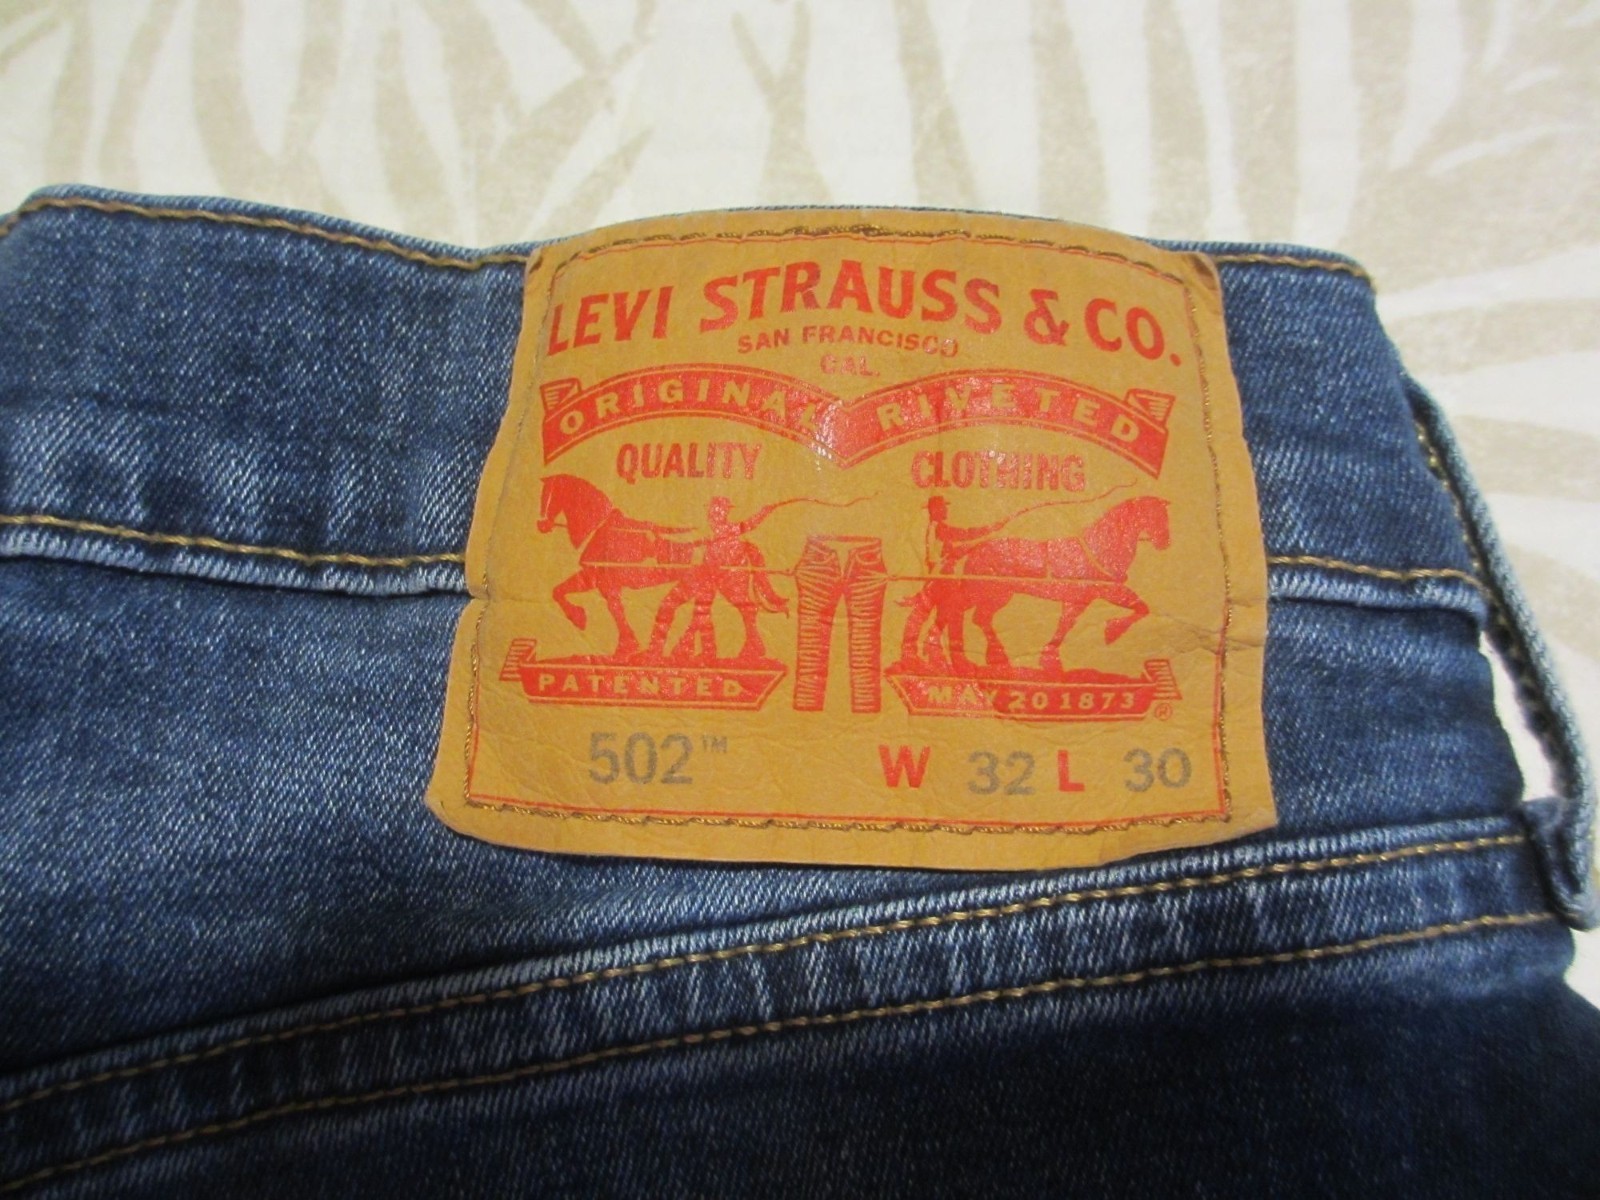 LEVI STRAUSS & CO.
SAN FRANCISCO
CAL.
ORIGINAL RIVETED
QUALITY CLOTHING
PATENTED MAY 20 1873 ®
502™ W 32 L 30